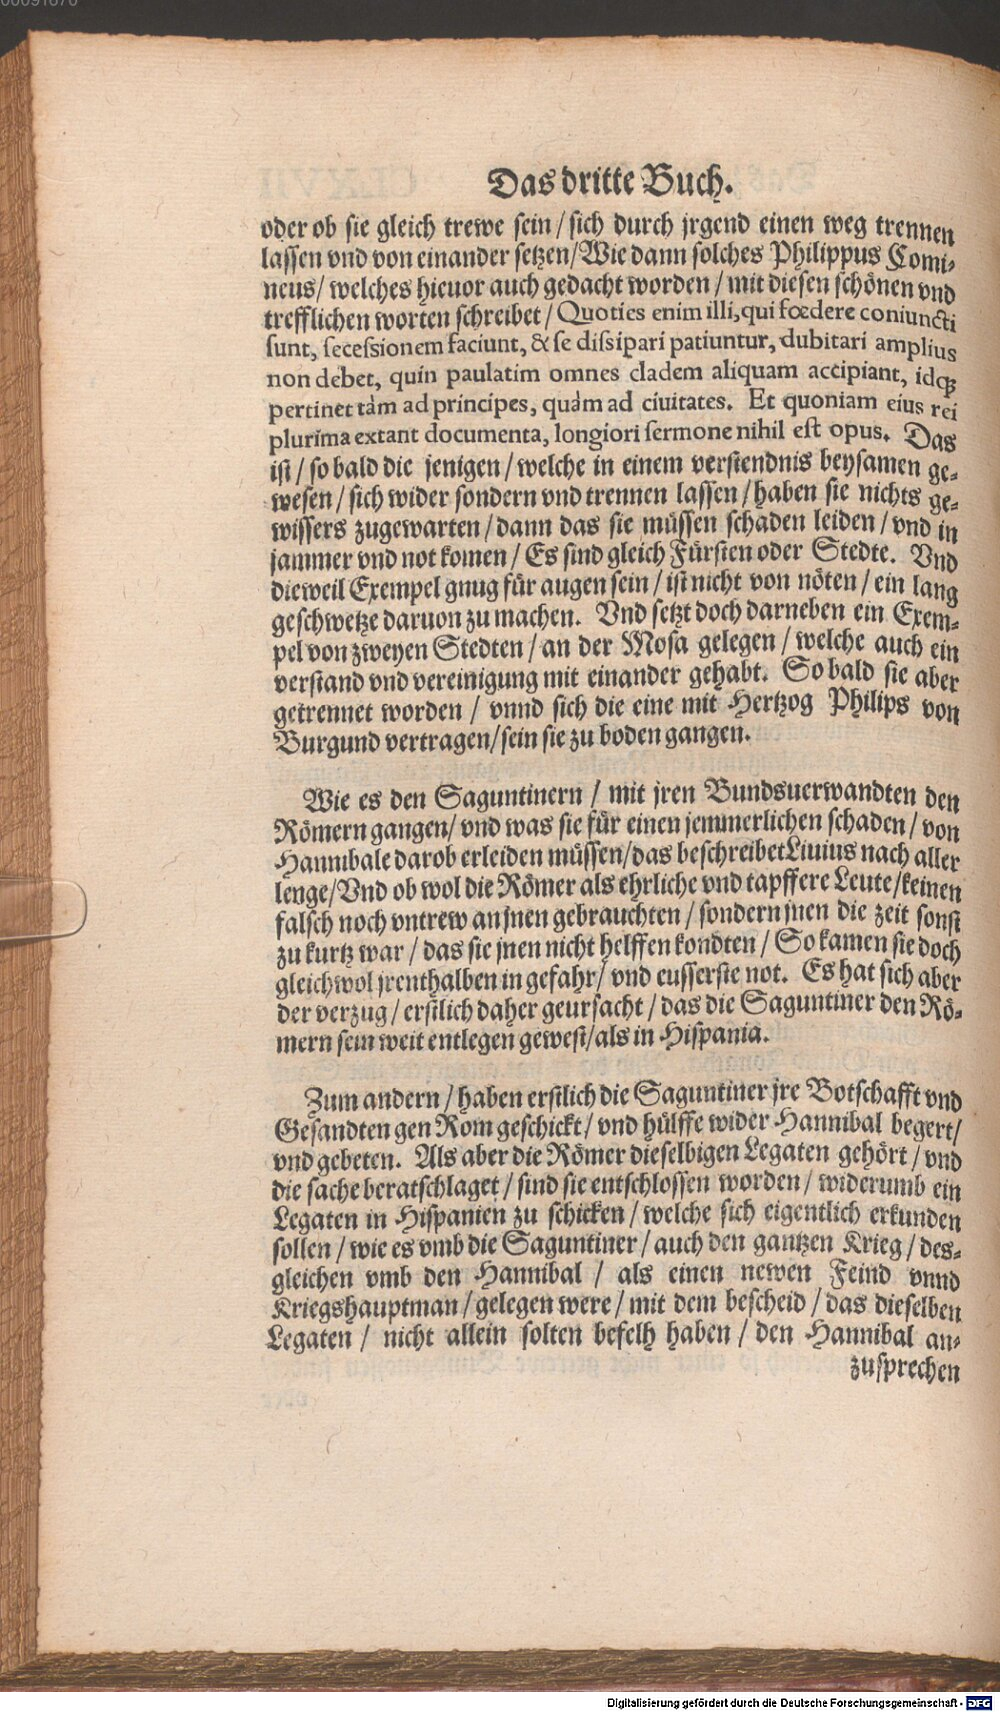 Das dritte Buch.
oder ob sie gleich trewe sein / sich durch jrgend einen weg trennen
lassen vnd von einander setzen / Wie dann solches Philippus Comi-
neus / welches hieuor auch gedacht worden / mit diesen schönen vnd
trefflichen worten schreibet / Quoties enim illi, qui fœdere coniuncti
sunt, secessionem faciunt, & se dissipari patiuntur, dubitari amplius
non debet, quin paulatim omnes cladem aliquam accipiant, idq́;
pertinet tàm ad principes, quàm ad ciuitates. Et quoniam eius rei
plurima extant documenta, longiori sermone nihil est opus. Das
ist / so bald die jenigen / welche in einem verstendnis beysamen ge-
wesen / sich wider sondern vnd trennen lassen / haben sie nichts ge-
wissers zugewarten / dann das sie müssen schaden leiden / vnd in
jammer vnd not komen / Es sind gleich Fürsten oder Stedte. Vnd
dieweil Exempel gnug für augen sein / ist nicht von nöten / ein lang
geschwetze daruon zu machen. Vnd setzt doch darneben ein Exem-
pel von zweyen Stedten / an der Mosa gelegen / welche auch ein
verstand vnd vereinigung mit einander gehabt. So bald sie aber
getrennet worden / vnnd sich die eine mit Hertzog Philips von
Burgund vertragen / sein sie zu boden gangen.
Wie es den Saguntinern / mit jren Bundsuerwandten den
Römern gangen / vnd was sie für einen jemmerlichen schaden / von
Hannibale darob erleiden müssen / das beschreibet Liuius nach aller
lenge / Vnd ob wol die Römer als ehrliche vnd tapffere Leute / keinen
falsch noch vntrew an jnen gebrauchten / sondern jnen die zeit sonst
zu kurtz war / das sie jnen nicht helffen kondten / So kamen sie doch
gleichwol jrenthalben in gefahr / vnd eusserste not. Es hat sich aber
der verzug / erstlich daher geursacht / das die Saguntiner den Rö-
mern sein weit entlegen gewest / als in Hispania.
Zum andern / haben erstlich die Saguntiner jre Botschafft vnd
Gesandten gen Rom geschickt / vnd hülffe wider Hannibal begert /
vnd gebeten. Als aber die Römer dieselbigen Legaten gehört / vnd
die sache beratschlaget / sind sie entschlossen worden / widerumb ein
Legaten in Hispanien zu schicken / welche sich eigentlich erkunden
sollen / wie es vmb die Saguntiner / auch den gantzen Krieg / des-
gleichen vmb den Hannibal / als einen newen Feind vnnd
Kriegshauptman / gelegen were / mit dem bescheid / das dieselben
Legaten / nicht allein solten befelh haben / den Hannibal an-
zusprechen
Digitalisierung gefördert durch die Deutsche Forschungsgemeinschaft - DFG